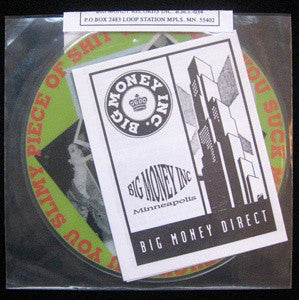 P.O.BOX 2483 LOOP STATION MPLS. MN. 55402
YOU SLIMY PIECE OF SHIT
YOU SUCK
BIG MONEY INC.
BIG MONEY INC
Minneapolis
BIG MONEY DIRECT